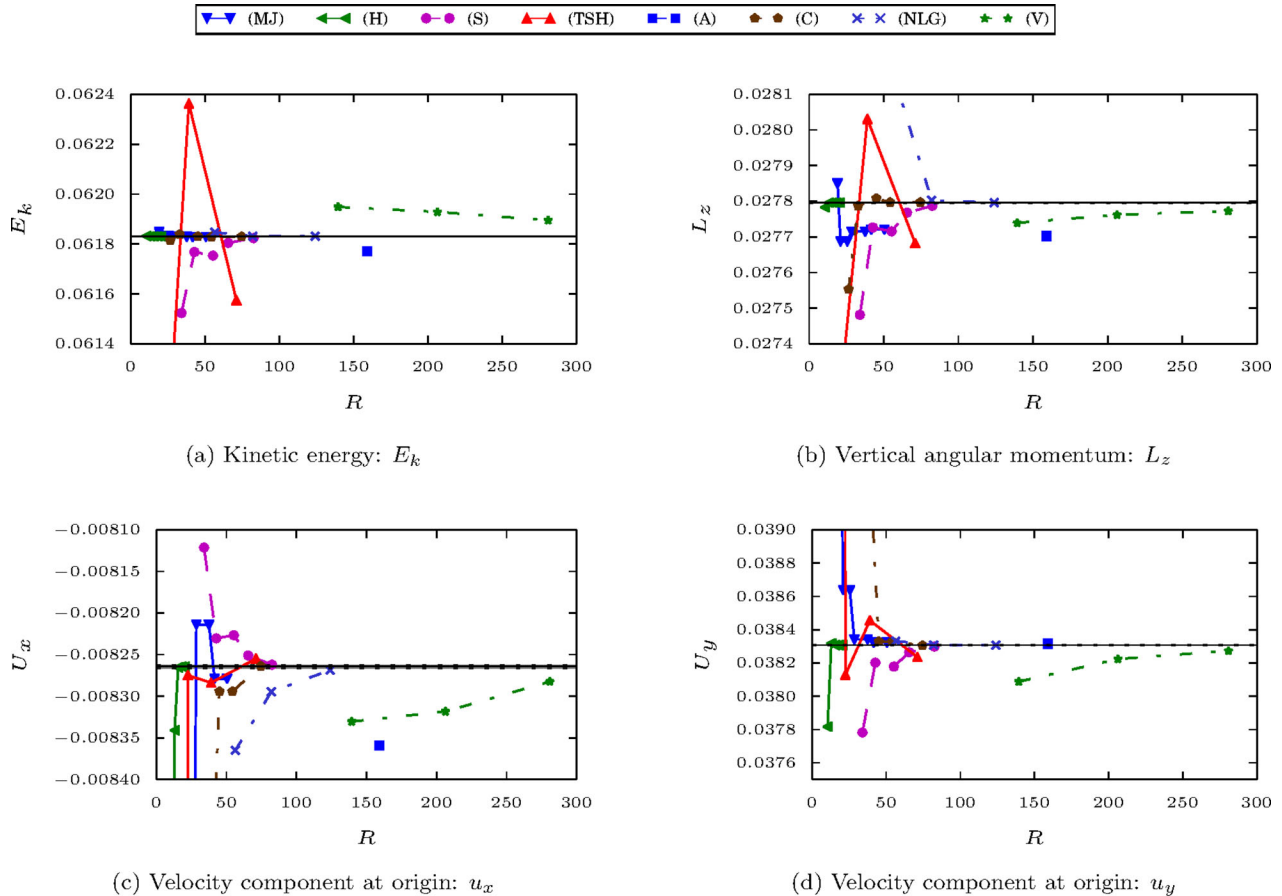 (MJ) (H) (S) (TSH) (A) (C) (NLG) (V)
0.0624
0.0622
0.0620
0.0618
0.0616
0.0614
E_k
0 50 100 150 200 250 300
R
(a) Kinetic energy: E_k
0.0281
0.0280
0.0279
0.0278
0.0277
0.0276
0.0275
0.0274
L_z
0 50 100 150 200 250 300
R
(b) Vertical angular momentum: L_z
−0.00810
−0.00815
−0.00820
−0.00825
−0.00830
−0.00835
−0.00840
U_x
0 50 100 150 200 250 300
R
(c) Velocity component at origin: u_x
0.0390
0.0388
0.0386
0.0384
0.0382
0.0380
0.0378
0.0376
U_y
0 50 100 150 200 250 300
R
(d) Velocity component at origin: u_y